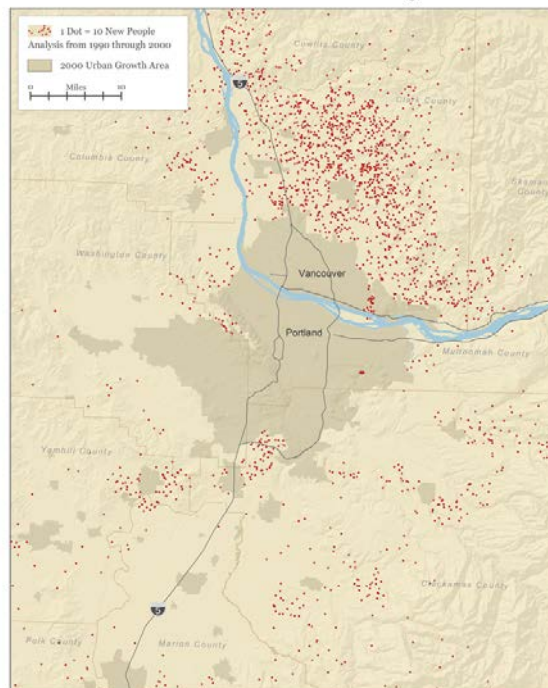 1 Dot = 10 New People
Analysis from 1990 through 2000
2000 Urban Growth Area
0 Miles 10
Cowlitz County
5
Clark County
Columbia County
Skamania
County
Washington County
Vancouver
Portland
Multnomah County
Yamhill County
Clackamas County
5
Polk County
Marion County